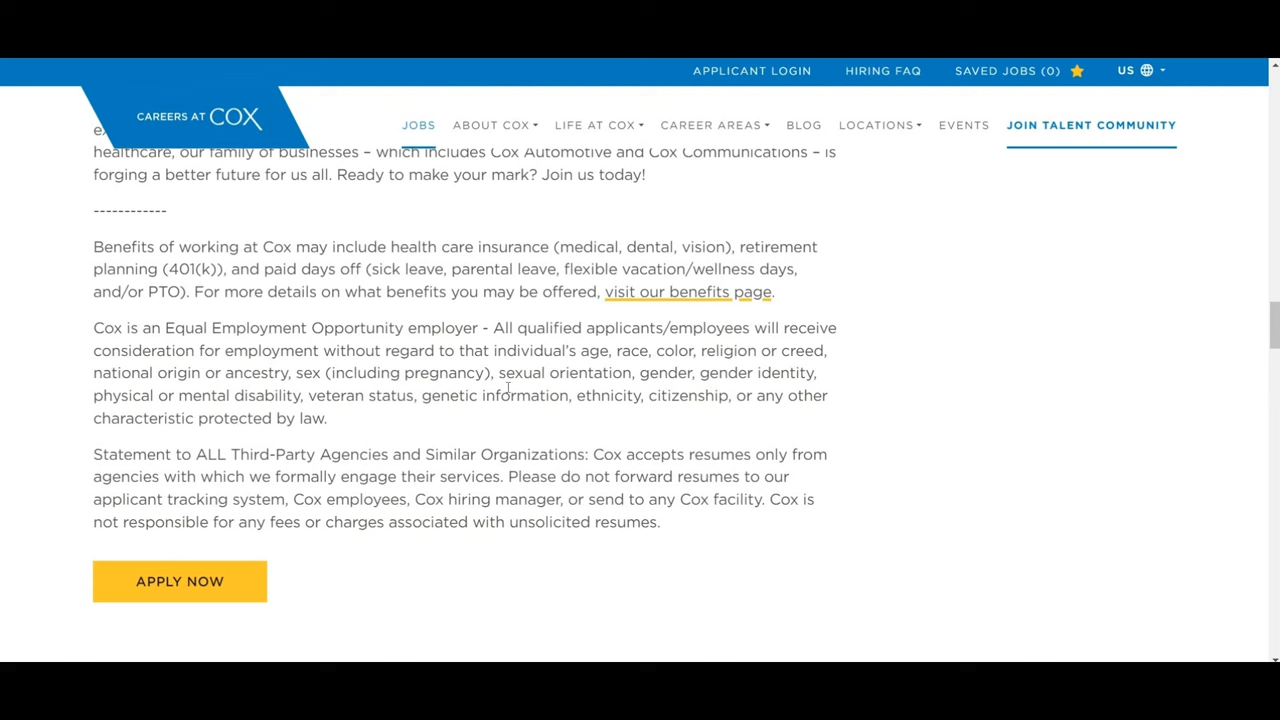 APPLICANT LOGIN HIRING FAQ SAVED JOBS (0) US
CAREERS AT COX JOBS ABOUT COX LIFE AT COX CAREER AREAS BLOG LOCATIONS EVENTS JOIN TALENT COMMUNITY
healthcare, our family of businesses – which includes Cox Automotive and Cox Communications – is
forging a better future for us all. Ready to make your mark? Join us today!
------------
Benefits of working at Cox may include health care insurance (medical, dental, vision), retirement
planning (401(k)), and paid days off (sick leave, parental leave, flexible vacation/wellness days,
and/or PTO). For more details on what benefits you may be offered, visit our benefits page.
Cox is an Equal Employment Opportunity employer - All qualified applicants/employees will receive
consideration for employment without regard to that individual's age, race, color, religion or creed,
national origin or ancestry, sex (including pregnancy), sexual orientation, gender, gender identity,
physical or mental disability, veteran status, genetic information, ethnicity, citizenship, or any other
characteristic protected by law.
Statement to ALL Third-Party Agencies and Similar Organizations: Cox accepts resumes only from
agencies with which we formally engage their services. Please do not forward resumes to our
applicant tracking system, Cox employees, Cox hiring manager, or send to any Cox facility. Cox is
not responsible for any fees or charges associated with unsolicited resumes.
APPLY NOW